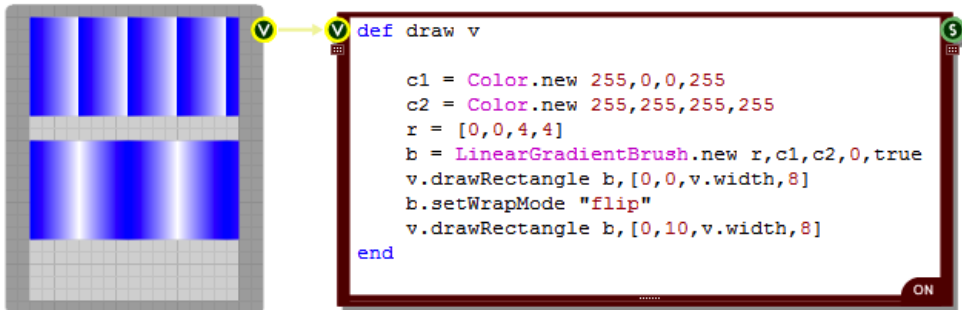 V
V
S
def draw v
c1 = Color.new 255,0,0,255
c2 = Color.new 255,255,255,255
r = [0,0,4,4]
b = LinearGradientBrush.new r,c1,c2,0,true
v.drawRectangle b,[0,0,v.width,8]
b.setWrapMode "flip"
v.drawRectangle b,[0,10,v.width,8]
end
ON